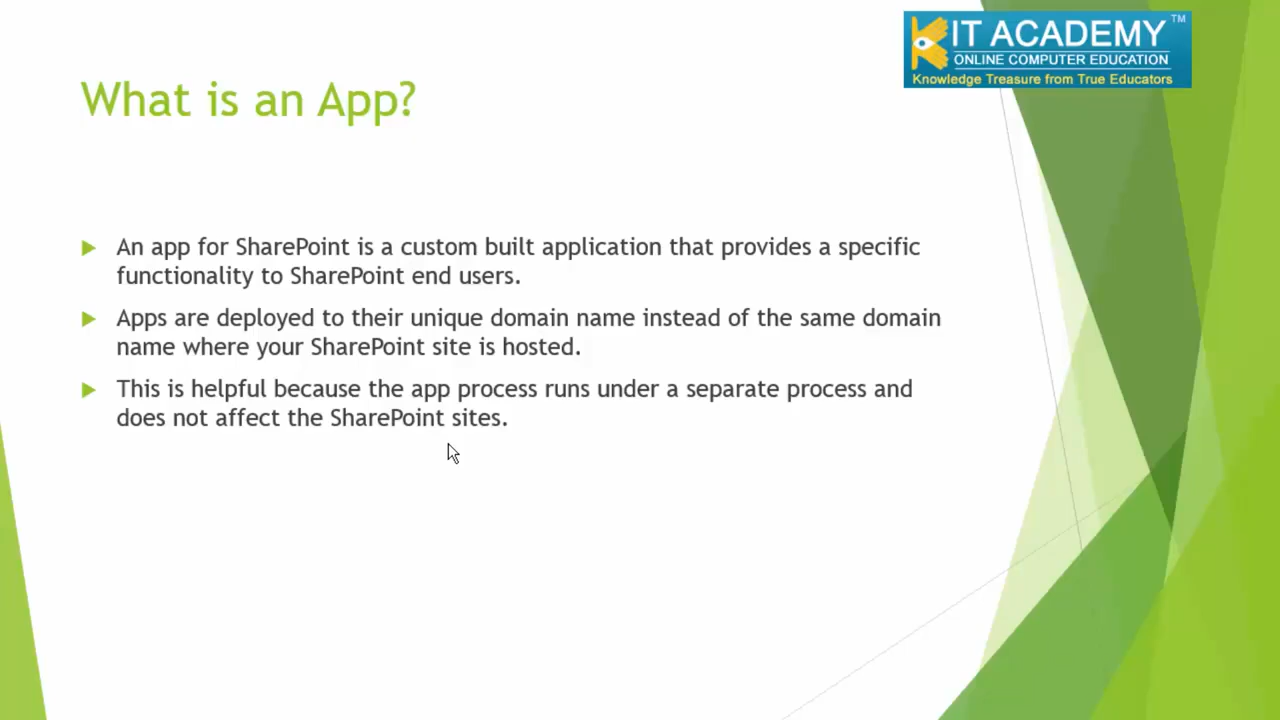 KIT ACADEMY™
ONLINE COMPUTER EDUCATION
Knowledge Treasure from True Educators
What is an App?
An app for SharePoint is a custom built application that provides a specific
functionality to SharePoint end users.
Apps are deployed to their unique domain name instead of the same domain
name where your SharePoint site is hosted.
This is helpful because the app process runs under a separate process and
does not affect the SharePoint sites.